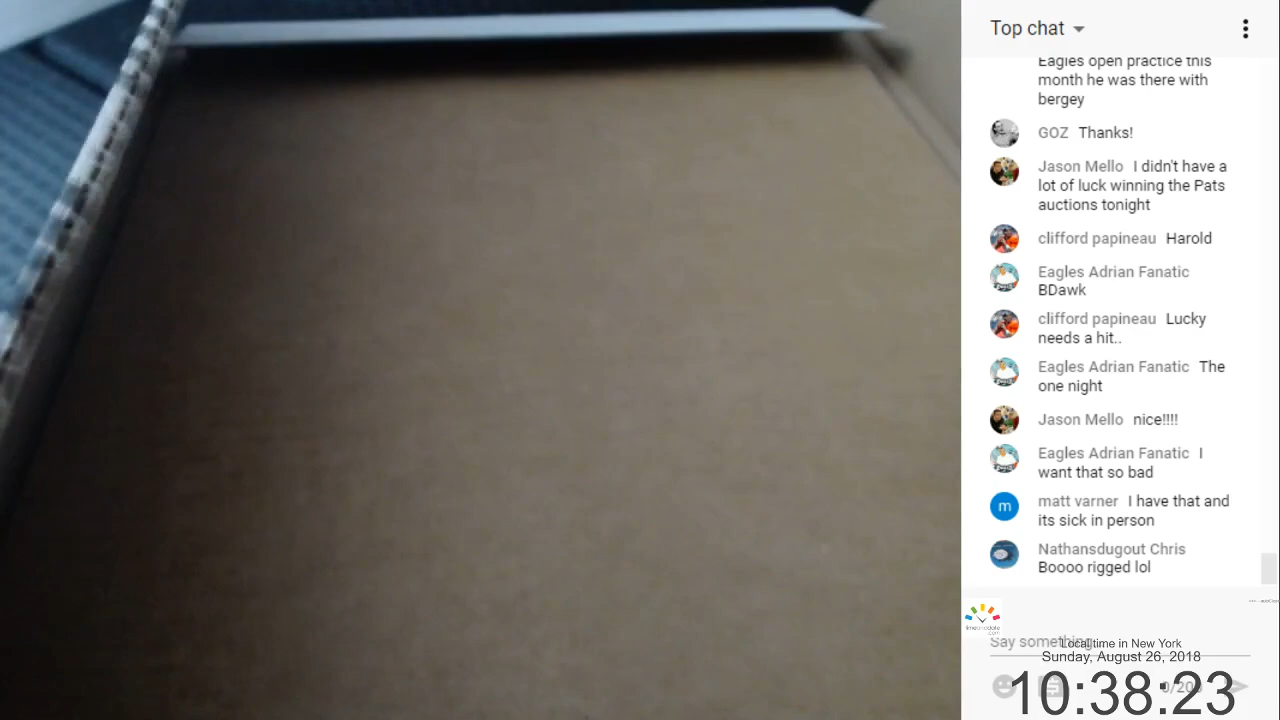 Top chat
Eagles open practice this
month he was there with
bergey
GOZ Thanks!
Jason Mello I didn't have a
lot of luck winning the Pats
auctions tonight
clifford papineau Harold
Eagles Adrian Fanatic
BDawk
clifford papineau Lucky
needs a hit..
Eagles Adrian Fanatic The
one night
Jason Mello nice!!!!
Eagles Adrian Fanatic I
want that so bad
m
matt varner I have that and
its sick in person
Nathansdugout Chris
Boooo rigged lol
Say something...
Local time in New York
Sunday, August 26, 2018
10:38:23